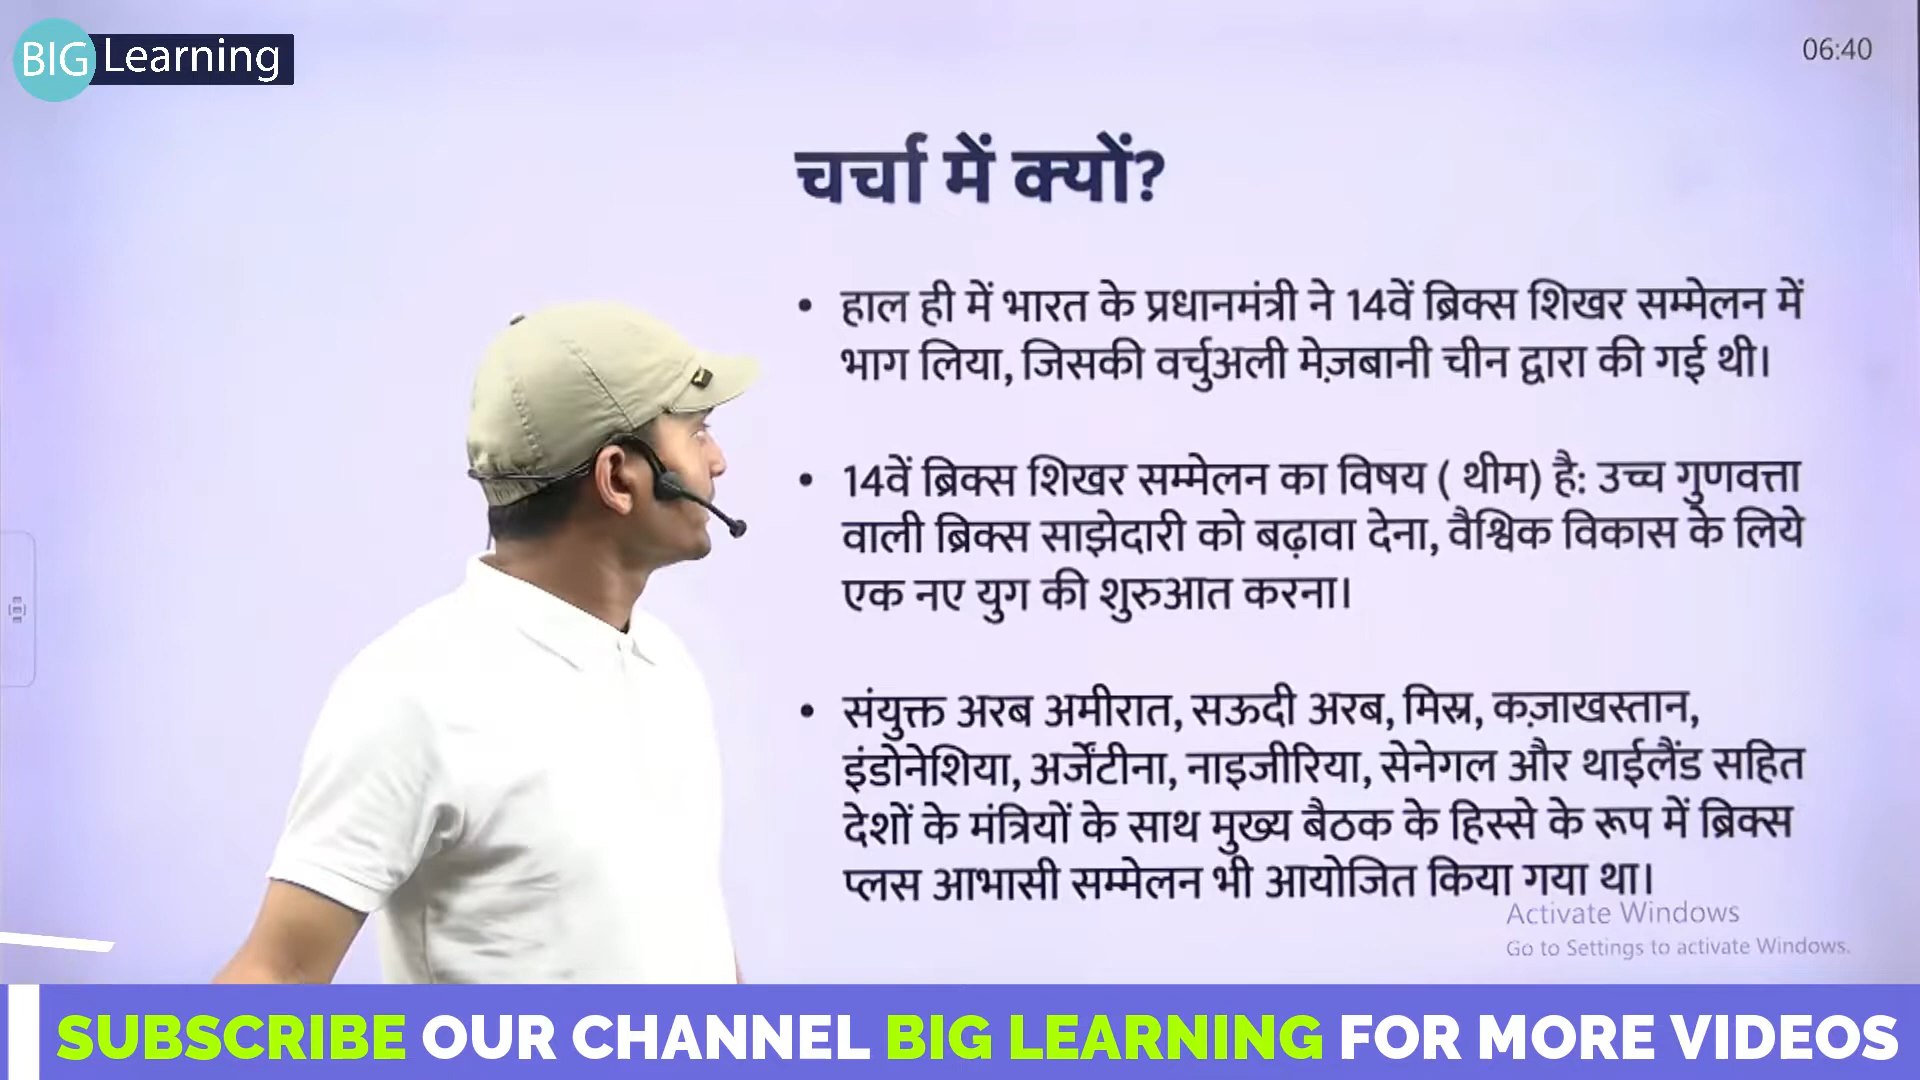 BIG Learning
06:40
चर्चा में क्यों?
• हाल ही में भारत के प्रधानमंत्री ने 14वें ब्रिक्स शिखर सम्मेलन में
भाग लिया, जिसकी वर्चुअली मेज़बानी चीन द्वारा की गई थी।
• 14वें ब्रिक्स शिखर सम्मेलन का विषय ( थीम) है: उच्च गुणवत्ता
वाली ब्रिक्स साझेदारी को बढ़ावा देना, वैश्विक विकास के लिये
एक नए युग की शुरुआत करना।
• संयुक्त अरब अमीरात, सऊदी अरब, मिस्र, कज़ाखस्तान,
इंडोनेशिया, अर्जेंटीना, नाइजीरिया, सेनेगल और थाईलैंड सहित
देशों के मंत्रियों के साथ मुख्य बैठक के हिस्से के रूप में ब्रिक्स
प्लस आभासी सम्मेलन भी आयोजित किया गया था।
Activate Windows
Go to Settings to activate Windows.
SUBSCRIBE OUR CHANNEL BIG LEARNING FOR MORE VIDEOS